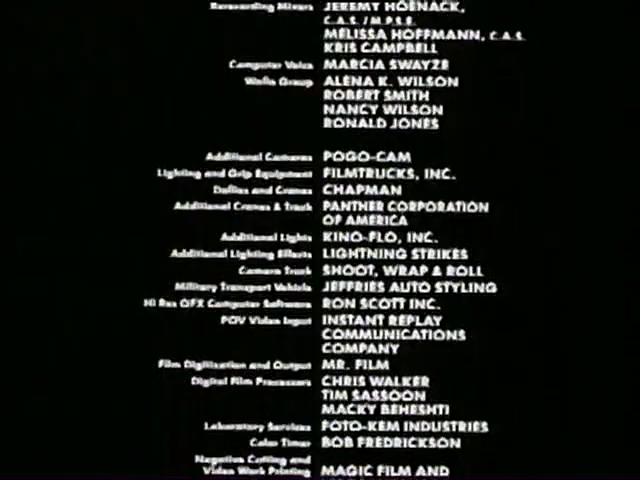 Rerecording Mixers JEREMY HOENACK,
C.A.S. / M.P.S.E.
MELISSA HOFFMANN, C.A.S.
KRIS CAMPBELL
Computer Voice MARCIA SWAYZE
Walla Group ALENA K. WILSON
ROBERT SMITH
NANCY WILSON
RONALD JONES
Additional Cameras POGO-CAM
Lighting and Grip Equipment FILMTRUCKS, INC.
Dollies and Cranes CHAPMAN
Additional Cranes & Track PANTHER CORPORATION
OF AMERICA
Additional Lights KINO-FLO, INC.
Additional Lighting Effects LIGHTNING STRIKES
Camera Truck SHOOT, WRAP & ROLL
Military Transport Vehicle JEFFRIES AUTO STYLING
Hi Res GFX Computer Software RON SCOTT INC.
POV Video Input INSTANT REPLAY
COMMUNICATIONS
COMPANY
Film Digitization and Output MR. FILM
Digital Film Processors CHRIS WALKER
TIM SASSOON
MACKY BEHESHTI
Laboratory Services FOTO-KEM INDUSTRIES
Color Timer BOB FREDRICKSON
Negative Cutting and
Video Work Printing MAGIC FILM AND